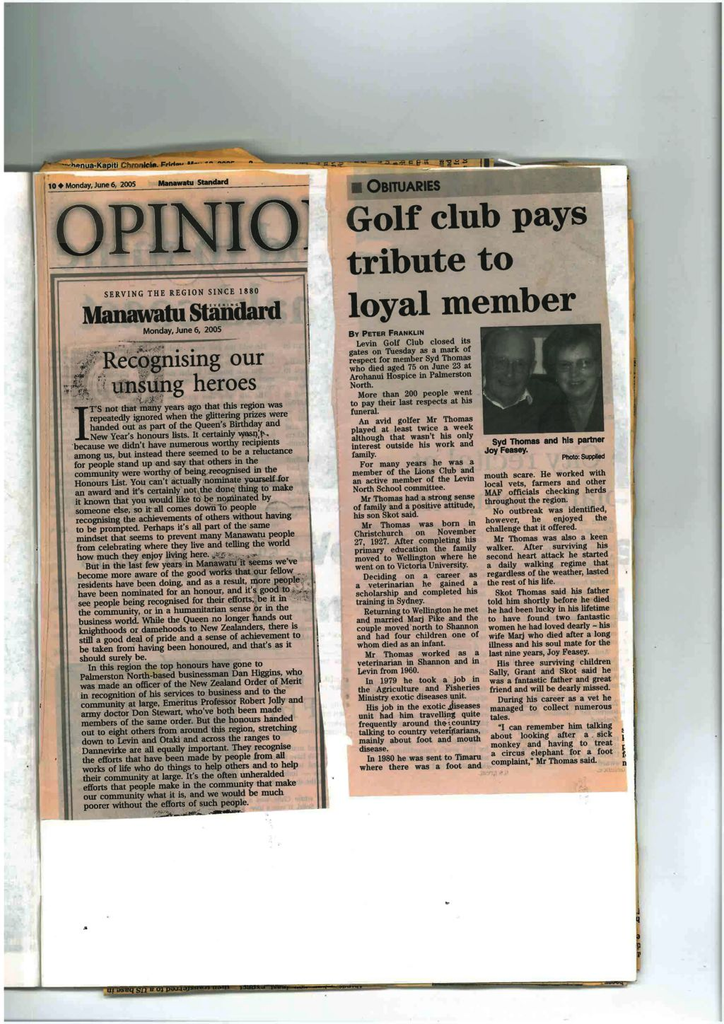 10 ♦ Monday, June 6, 2005 Manawatu Standard
OPINIO
SERVING THE REGION SINCE 1880
Manawatu Standard
Monday, June 6, 2005
Recognising our
unsung heroes
IT'S not that many years ago that this region was
repeatedly ignored when the glittering prizes were
handed out as part of the Queen's Birthday and
New Year's honours lists. It certainly wasn't
because we didn't have numerous worthy recipients
among us, but instead there seemed to be a reluctance
for people stand up and say that others in the
community were worthy of being recognised in the
Honours List. You can't actually nominate yourself for
an award and it's certainly not the done thing to make
it known that you would like to be nominated by
someone else, so it all comes down to people
recognising the achievements of others without having
to be prompted. Perhaps it's all part of the same
mindset that seems to prevent many Manawatu people
from celebrating where they live and telling the world
how much they enjoy living here.
But in the last few years in Manawatu it seems we've
become more aware of the good works that our fellow
residents have been doing, and as a result, more people
have been nominated for an honour, and it's good to
see people being recognised for their efforts, be it in
the community, or in a humanitarian sense or in the
business world. While the Queen no longer hands out
knighthoods or damehoods to New Zealanders, there is
still a good deal of pride and a sense of achievement to
be taken from having been honoured, and that's as it
should surely be.
In this region the top honours have gone to
Palmerston North-based businessman Dan Higgins, who
was made an officer of the New Zealand Order of Merit
in recognition of his services to business and to the
community at large, Emeritus Professor Robert Jolly and
army doctor Don Stewart, who've both been made
members of the same order. But the honours handed
out to eight others from around this region, stretching
down to Levin and Otaki and across the ranges to
Dannevirke are all equally important. They recognise
the efforts that have been made by people from all
works of life who do things to help others and to help
their community at large. It's the often unheralded
efforts that people make in the community that make
our community what it is, and we would be much
poorer without the efforts of such people.
■ OBITUARIES
Golf club pays
tribute to
loyal member
BY PETER FRANKLIN
Levin Golf Club closed its
gates on Tuesday as a mark of
respect for member Syd Thomas
who died aged 75 on June 23 at
Arohanui Hospice in Palmerston
North.
More than 200 people went
to pay their last respects at his
funeral.
An avid golfer Mr Thomas
played at least twice a week
although that wasn't his only
interest outside his work and
family.
For many years he was a
member of the Lions Club and
an active member of the Levin
North School committee.
Mr Thomas had a strong sense
of family and a positive attitude,
his son Skot said.
Mr Thomas was born in
Christchurch on November
27, 1927. After completing his
primary education the family
moved to Wellington where he
went on to Victoria University.
Deciding on a career as
a veterinarian he gained a
scholarship and completed his
training in Sydney.
Returning to Wellington he met
and married Marj Pike and the
couple moved north to Shannon
and had four children one of
whom died as an infant.
Mr Thomas worked as a
veterinarian in Shannon and in
Levin from 1960.
In 1979 he took a job in
the Agriculture and Fisheries
Ministry exotic diseases unit.
His job in the exotic diseases
unit had him travelling quite
frequently around the country
talking to country veterinarians,
mainly about foot and mouth
disease.
In 1980 he was sent to Timaru
where there was a foot and
Syd Thomas and his partner
Joy Feasey.
Photo: Supplied
mouth scare. He worked with
local vets, farmers and other
MAF officials checking herds
throughout the region.
No outbreak was identified,
however, he enjoyed the
challenge that it offered.
Mr Thomas was also a keen
walker. After surviving his
second heart attack he started
a daily walking regime that
regardless of the weather, lasted
the rest of his life.
Skot Thomas said his father
told him shortly before he died
he had been lucky in his lifetime
to have found two fantastic
women he had loved dearly – his
wife Marj who died after a long
illness and his soul mate for the
last nine years, Joy Feasey.
His three surviving children
Sally, Grant and Skot said he
was a fantastic father and great
friend and will be dearly missed.
During his career as a vet he
managed to collect numerous
tales.
"I can remember him talking
about looking after a sick
monkey and having to treat
a circus elephant for a foot
complaint," Mr Thomas said.